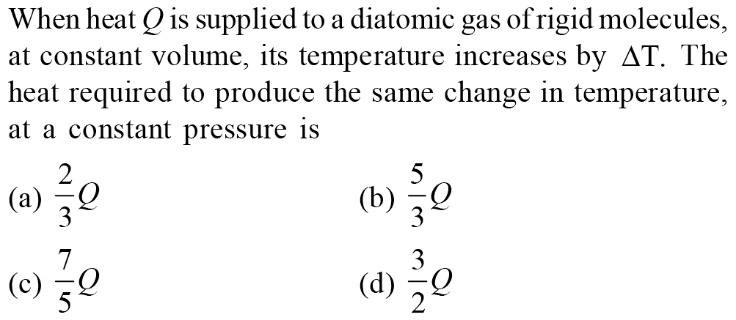 When heat Q is supplied to a diatomic gas of rigid molecules,
at constant volume, its temperature increases by ΔT. The
heat required to produce the same change in temperature,
at a constant pressure is
(a) 2/3 Q (b) 5/3 Q
(c) 7/5 Q (d) 3/2 Q